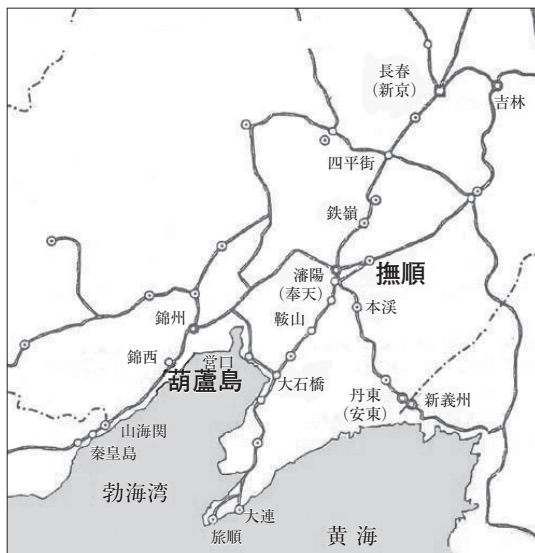 長春
（新京）
吉林
四平街
鉄嶺
瀋陽
（奉天）
撫順
本渓
鞍山
錦州
錦西
営口
葫蘆島
大石橋
丹東
（安東）
新義州
山海関
秦皇島
勃海湾
大連
旅順
黄海